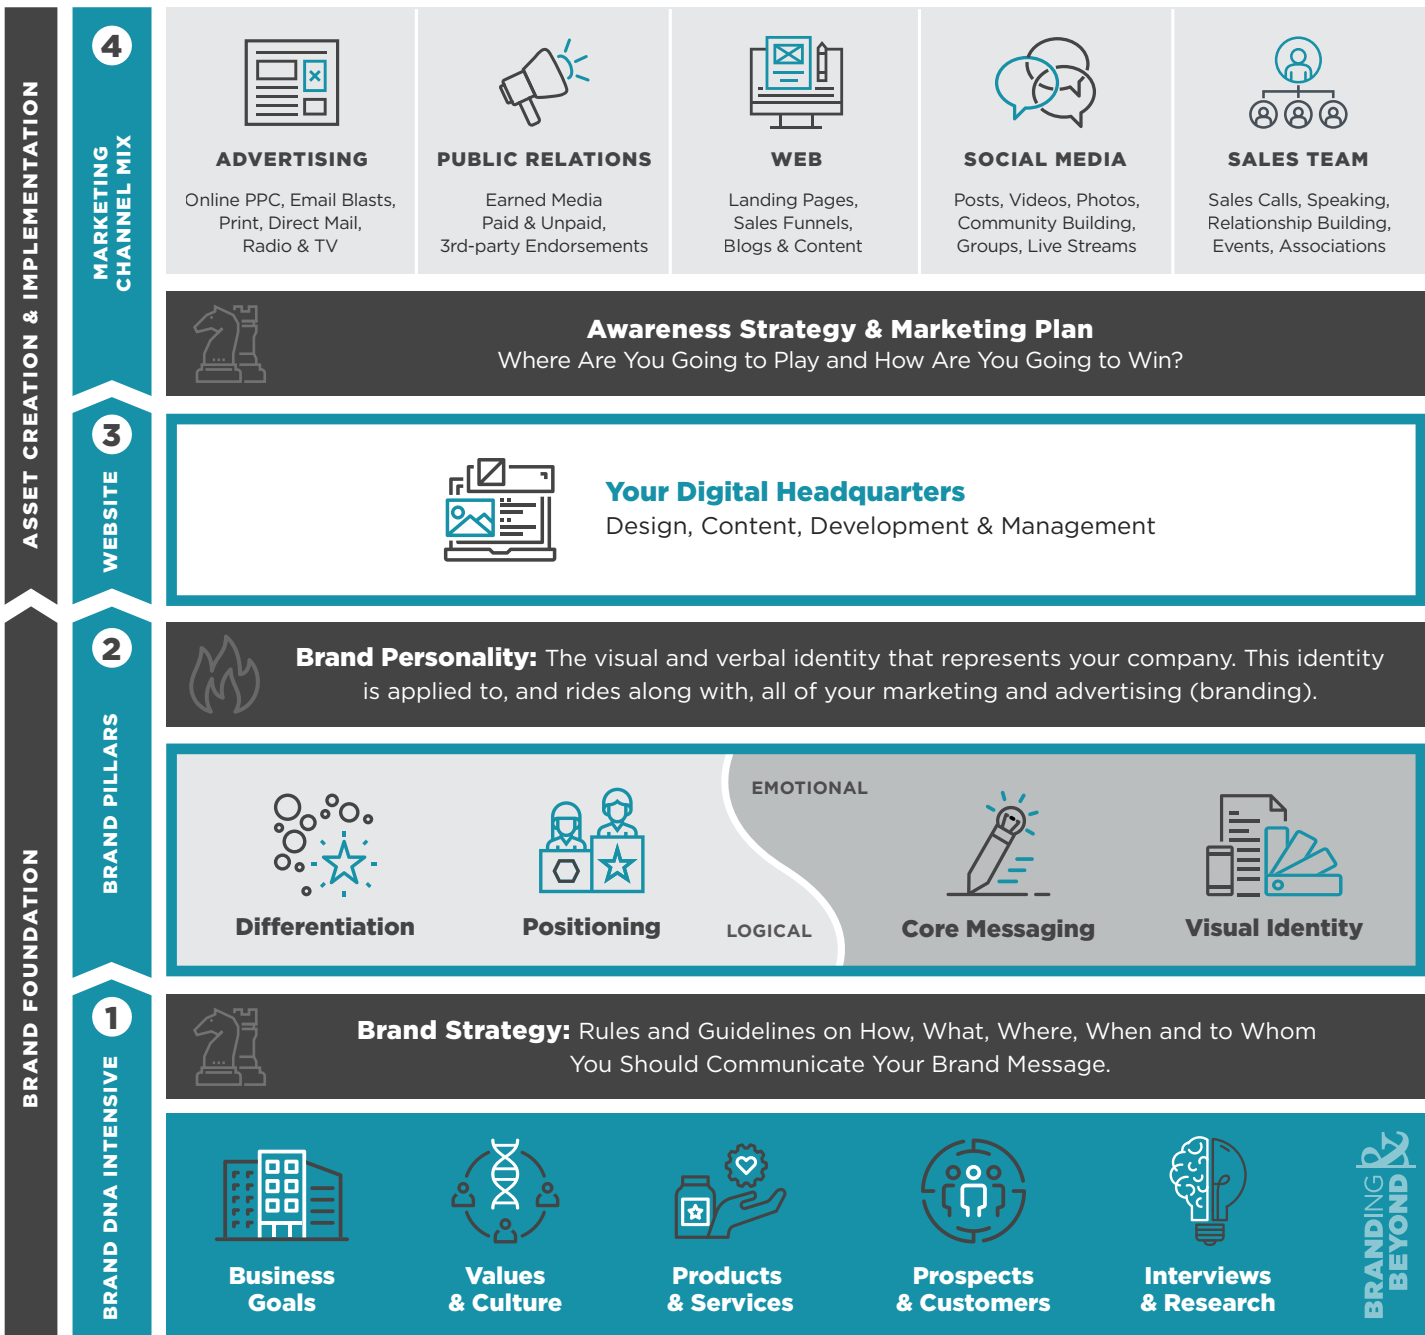 ASSET CREATION & IMPLEMENTATION
4
MARKETING
CHANNEL MIX
ADVERTISING
Online PPC, Email Blasts,
Print, Direct Mail,
Radio & TV
PUBLIC RELATIONS
Earned Media
Paid & Unpaid,
3rd-party Endorsements
WEB
Landing Pages,
Sales Funnels,
Blogs & Content
SOCIAL MEDIA
Posts, Videos, Photos,
Community Building,
Groups, Live Streams
SALES TEAM
Sales Calls, Speaking,
Relationship Building,
Events, Associations
Awareness Strategy & Marketing Plan
Where Are You Going to Play and How Are You Going to Win?
3
WEBSITE
Your Digital Headquarters
Design, Content, Development & Management
BRAND FOUNDATION
2
BRAND PILLARS
Brand Personality: The visual and verbal identity that represents your company. This identity
is applied to, and rides along with, all of your marketing and advertising (branding).
EMOTIONAL
LOGICAL
Differentiation
Positioning
Core Messaging
Visual Identity
1
BRAND DNA INTENSIVE
Brand Strategy: Rules and Guidelines on How, What, Where, When and to Whom
You Should Communicate Your Brand Message.
Business
Goals
Values
& Culture
Products
& Services
Prospects
& Customers
Interviews
& Research
BRANDING
&
BEYOND